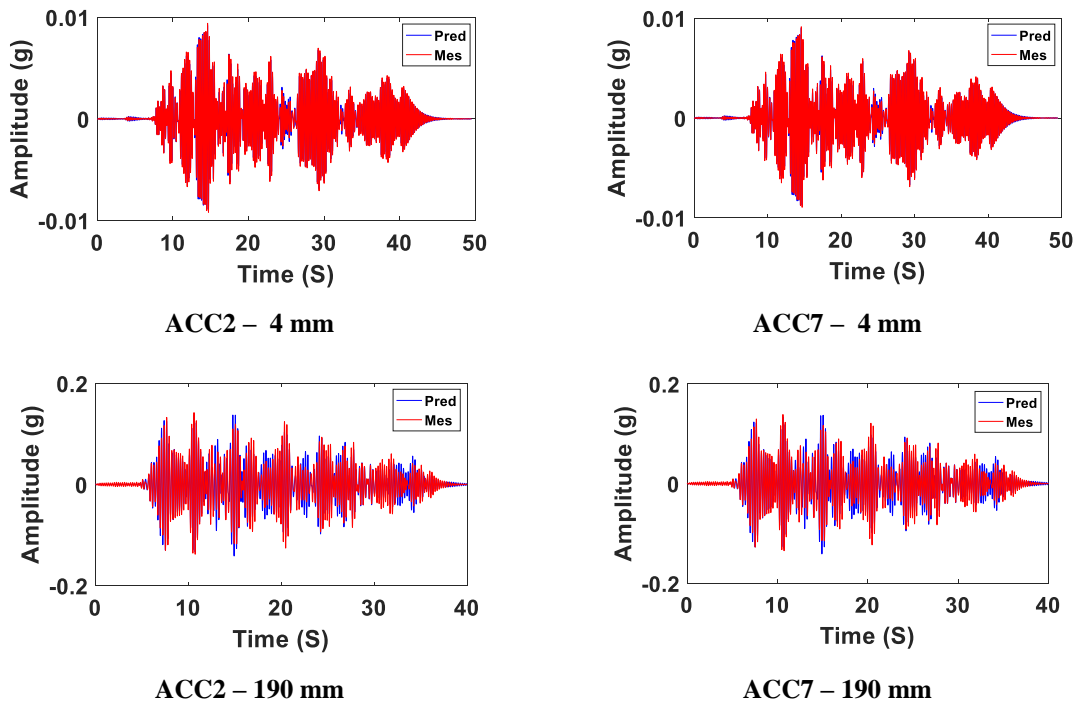 0.01
Pred
Mes
0
-0.01
Amplitude (g)
0 10 20 30 40 50
Time (S)
ACC2 – 4 mm
0.01
Pred
Mes
0
-0.01
Amplitude (g)
0 10 20 30 40 50
Time (S)
ACC7 – 4 mm
0.2
Pred
Mes
0
-0.2
Amplitude (g)
0 10 20 30 40
Time (S)
ACC2 – 190 mm
0.2
Pred
Mes
0
-0.2
Amplitude (g)
0 10 20 30 40
Time (S)
ACC7 – 190 mm